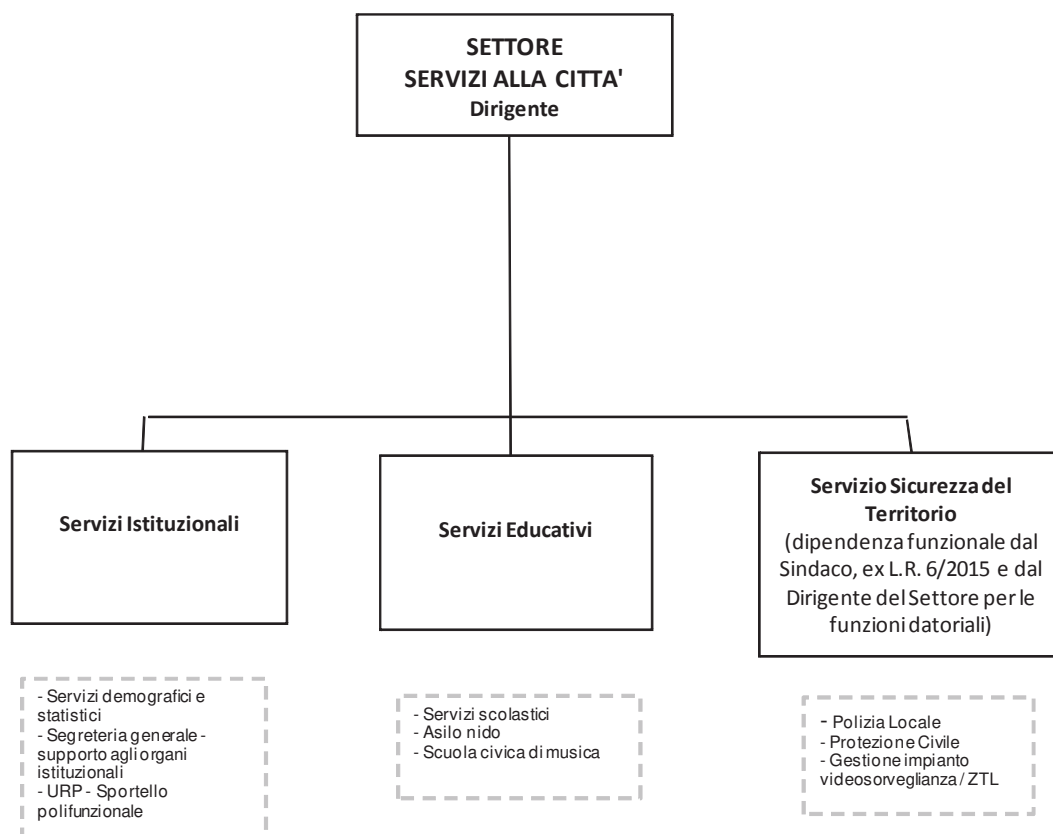 SETTORE
SERVIZI ALLA CITTA'
Dirigente
Servizi Istituzionali
Servizi Educativi
Servizio Sicurezza del
Territorio
(dipendenza funzionale dal
Sindaco, ex L.R. 6/2015 e dal
Dirigente del Settore per le
funzioni datoriali)
- Servizi demografici e
statistici
- Segreteria generale -
supporto agli organi
istituzionali
- URP - Sportello
polifunzionale
- Servizi scolastici
- Asilo nido
- Scuola civica di musica
- Polizia Locale
- Protezione Civile
- Gestione impianto
videosorveglianza / ZTL